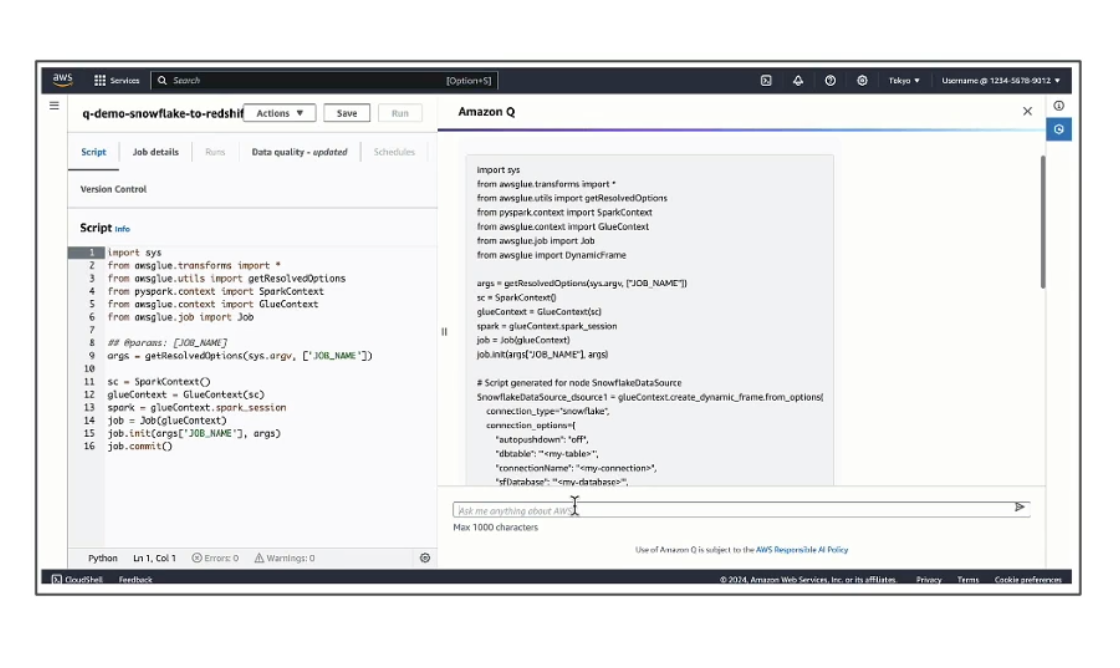 aws Services Search [Option+S] Tokyo ▼ Username @ 1234-5678-9012 ▼
q-demo-snowflake-to-redshif Actions ▼ Save Run
Script Job details Runs Data quality - updated Schedules
Version Control
Script Info
1 import sys
2 from awsglue.transforms import *
3 from awsglue.utils import getResolvedOptions
4 from pyspark.context import SparkContext
5 from awsglue.context import GlueContext
6 from awsglue.job import Job
7
8 ## @params: [JOB_NAME]
9 args = getResolvedOptions(sys.argv, ['JOB_NAME'])
10
11 sc = SparkContext()
12 glueContext = GlueContext(sc)
13 spark = glueContext.spark_session
14 job = Job(glueContext)
15 job.init(args['JOB_NAME'], args)
16 job.commit()
Python Ln 1, Col 1 Errors: 0 Warnings: 0
Amazon Q
import sys
from awsglue.transforms import *
from awsglue.utils import getResolvedOptions
from pyspark.context import SparkContext
from awsglue.context import GlueContext
from awsglue.job import Job
from awsglue import DynamicFrame
args = getResolvedOptions(sys.argv, ["JOB_NAME"])
sc = SparkContext()
glueContext = GlueContext(sc)
spark = glueContext.spark_session
job = Job(glueContext)
job.init(args["JOB_NAME"], args)
# Script generated for node SnowflakeDataSource
SnowflakeDataSource_dsource1 = glueContext.create_dynamic_frame.from_options(
connection_type="snowflake",
connection_options={
"autopushdown": "off",
"dbtable": "'<my-table>'",
"connectionName": "<my-connection>",
"sfDatabase": "'<my-database>'",
Ask me anything about AWS
Max 1000 characters
Use of Amazon Q is subject to the AWS Responsible AI Policy
CloudShell Feedback © 2024, Amazon Web Services, Inc. or its affiliates. Privacy Terms Cookie preferences